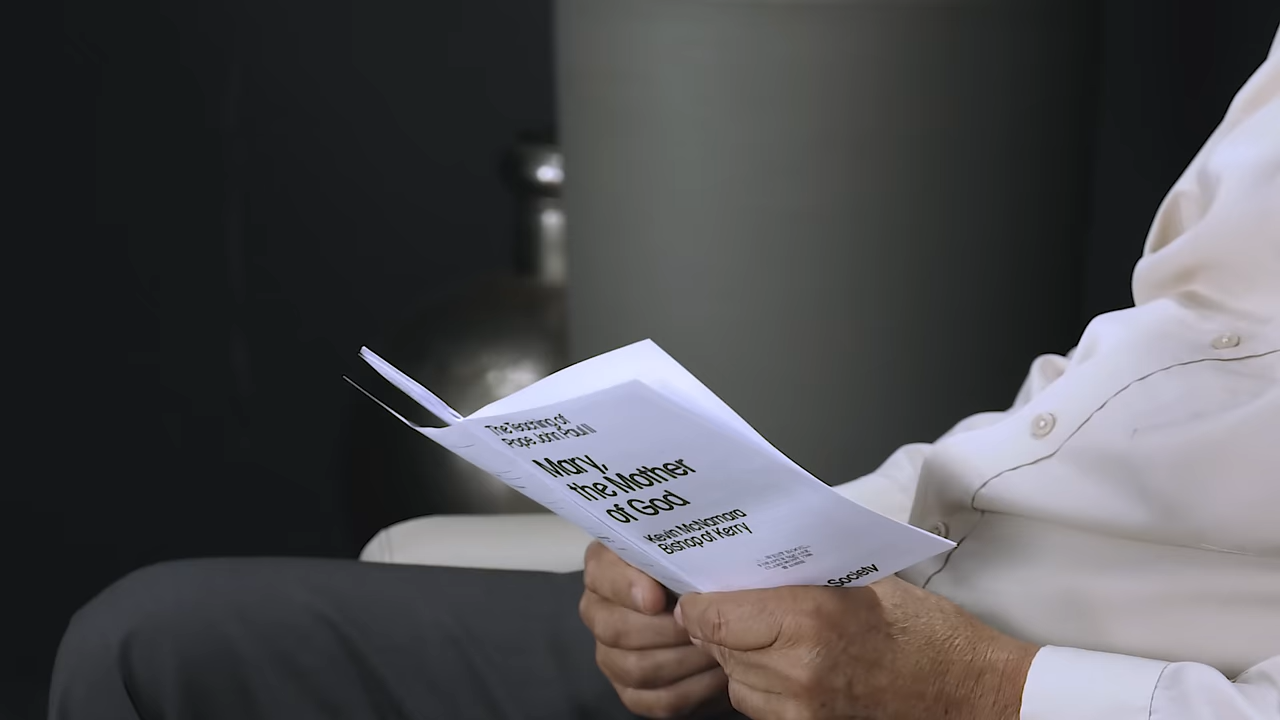 The Teaching of
Pope John Paul II
Mary,
the Mother
of God
Kevin McNamara
Bishop of Kerry
Society